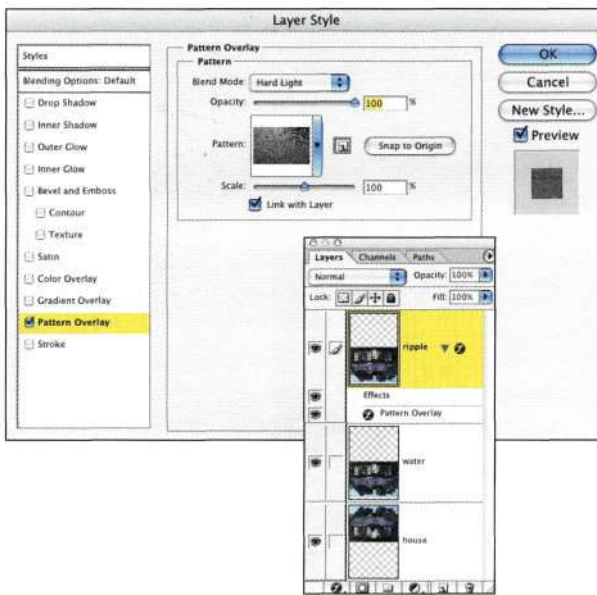 Layer Style
Styles
Blending Options: Default
Drop Shadow
Inner Shadow
Outer Glow
Inner Glow
Bevel and Emboss
Contour
Texture
Satin
Color Overlay
Gradient Overlay
Pattern Overlay
Stroke
Pattern Overlay
Pattern
Blend Mode: Hard Light
Opacity: 100 %
Pattern:
Snap to Origin
Scale: 100 %
Link with Layer
OK
Cancel
New Style...
Preview
Layers Channels Paths
Normal Opacity: 100%
Lock: Fill: 100%
ripple
Effects
Pattern Overlay
water
house